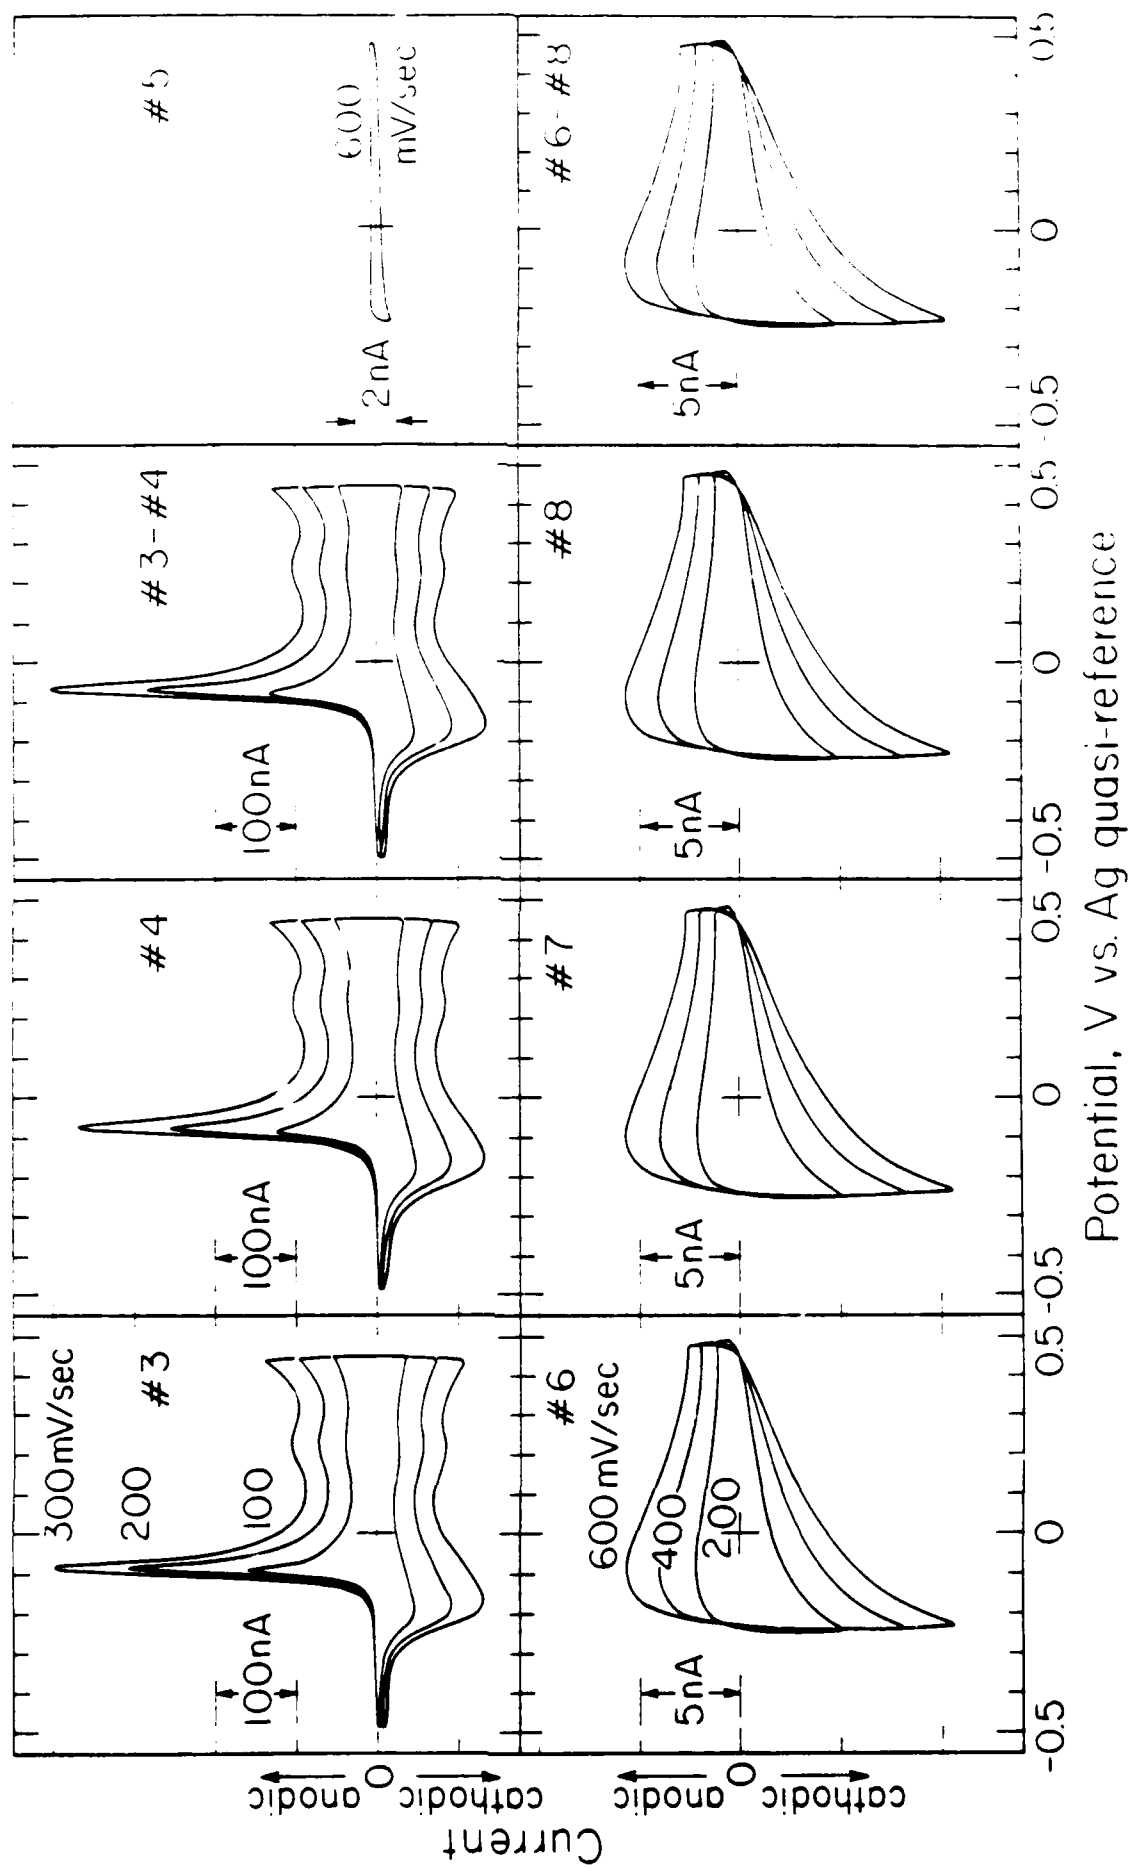 300mV/sec
200
100
#3
100nA
#4
100nA
#3-#4
100nA
#5
600
mV/sec
2nA
#6
600mV/sec
400
200
5nA
#7
5nA
#8
5nA
#6-#8
5nA
Current
cathodic
0
anodic
cathodic
0
anodic
-0.5
0
0.5
-0.5
0
0.5
-0.5
0
0.5
-0.5
0
0.5
Potential, V vs. Ag quasi-reference